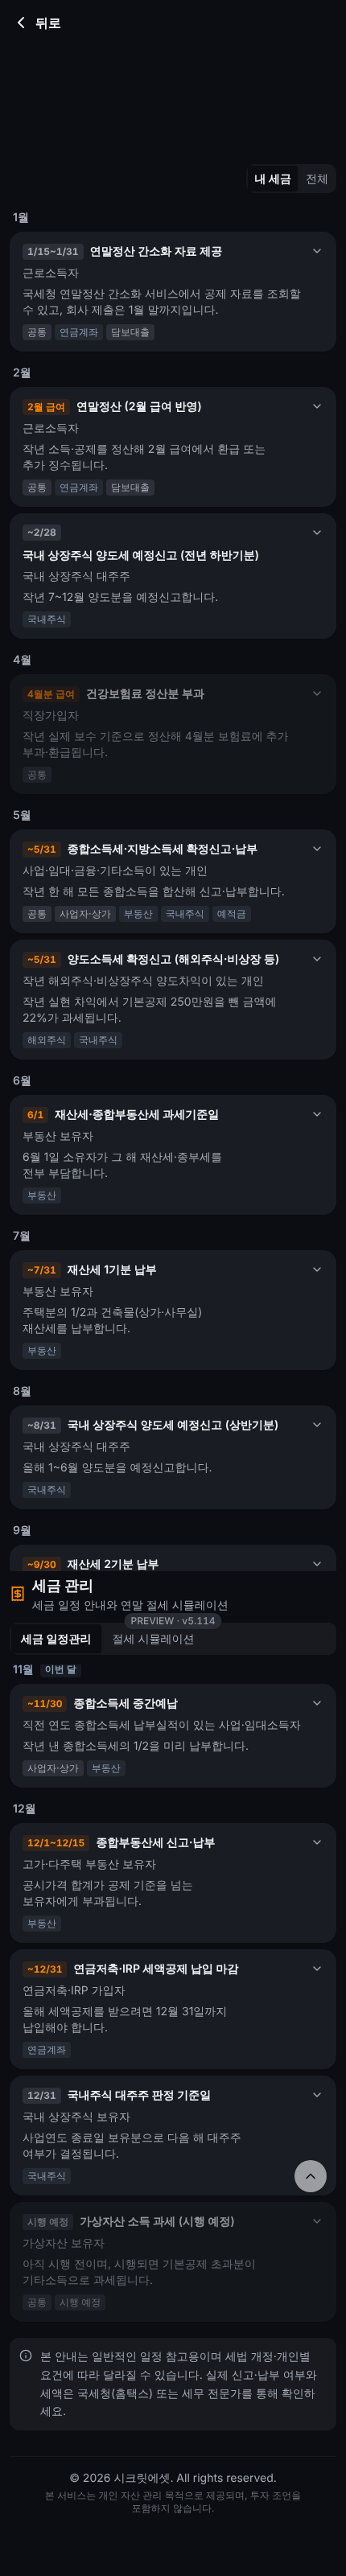 뒤로
내 세금 전체
1월
1/15~1/31 연말정산 간소화 자료 제공
근로소득자
국세청 연말정산 간소화 서비스에서 공제 자료를 조회할
수 있고, 회사 제출은 1월 말까지입니다.
공통 연금계좌 담보대출
2월
2월 급여 연말정산 (2월 급여 반영)
근로소득자
작년 소득·공제를 정산해 2월 급여에서 환급 또는
추가 징수됩니다.
공통 연금계좌 담보대출
~2/28
국내 상장주식 양도세 예정신고 (전년 하반기분)
국내 상장주식 대주주
작년 7~12월 양도분을 예정신고합니다.
국내주식
4월
4월분 급여 건강보험료 정산분 부과
직장가입자
작년 실제 보수 기준으로 정산해 4월분 보험료에 추가
부과·환급됩니다.
공통
5월
~5/31 종합소득세·지방소득세 확정신고·납부
사업·임대·금융·기타소득이 있는 개인
작년 한 해 모든 종합소득을 합산해 신고·납부합니다.
공통 사업자·상가 부동산 국내주식 예적금
~5/31 양도소득세 확정신고 (해외주식·비상장 등)
작년 해외주식·비상장주식 양도차익이 있는 개인
작년 실현 차익에서 기본공제 250만원을 뺀 금액에
22%가 과세됩니다.
해외주식 국내주식
6월
6/1 재산세·종합부동산세 과세기준일
부동산 보유자
6월 1일 소유자가 그 해 재산세·종부세를
전부 부담합니다.
부동산
7월
~7/31 재산세 1기분 납부
부동산 보유자
주택분의 1/2과 건축물(상가·사무실)
재산세를 납부합니다.
부동산
8월
~8/31 국내 상장주식 양도세 예정신고 (상반기분)
국내 상장주식 대주주
올해 1~6월 양도분을 예정신고합니다.
국내주식
9월
~9/30 재산세 2기분 납부
세금 관리
세금 일정 안내와 연말 절세 시뮬레이션
PREVIEW · v5.114
세금 일정관리 절세 시뮬레이션
11월 이번 달
~11/30 종합소득세 중간예납
직전 연도 종합소득세 납부실적이 있는 사업·임대소득자
작년 낸 종합소득세의 1/2을 미리 납부합니다.
사업자·상가 부동산
12월
12/1~12/15 종합부동산세 신고·납부
고가·다주택 부동산 보유자
공시가격 합계가 공제 기준을 넘는
보유자에게 부과됩니다.
부동산
~12/31 연금저축·IRP 세액공제 납입 마감
연금저축·IRP 가입자
올해 세액공제를 받으려면 12월 31일까지
납입해야 합니다.
연금계좌
12/31 국내주식 대주주 판정 기준일
국내 상장주식 보유자
사업연도 종료일 보유분으로 다음 해 대주주
여부가 결정됩니다.
국내주식
시행 예정 가상자산 소득 과세 (시행 예정)
가상자산 보유자
아직 시행 전이며, 시행되면 기본공제 초과분이
기타소득으로 과세됩니다.
공통 시행 예정
본 안내는 일반적인 일정 참고용이며 세법 개정·개인별
요건에 따라 달라질 수 있습니다. 실제 신고·납부 여부와
세액은 국세청(홈택스) 또는 세무 전문가를 통해 확인하
세요.
© 2026 시크릿에셋. All rights reserved.
본 서비스는 개인 자산 관리 목적으로 제공되며, 투자 조언을
포함하지 않습니다.